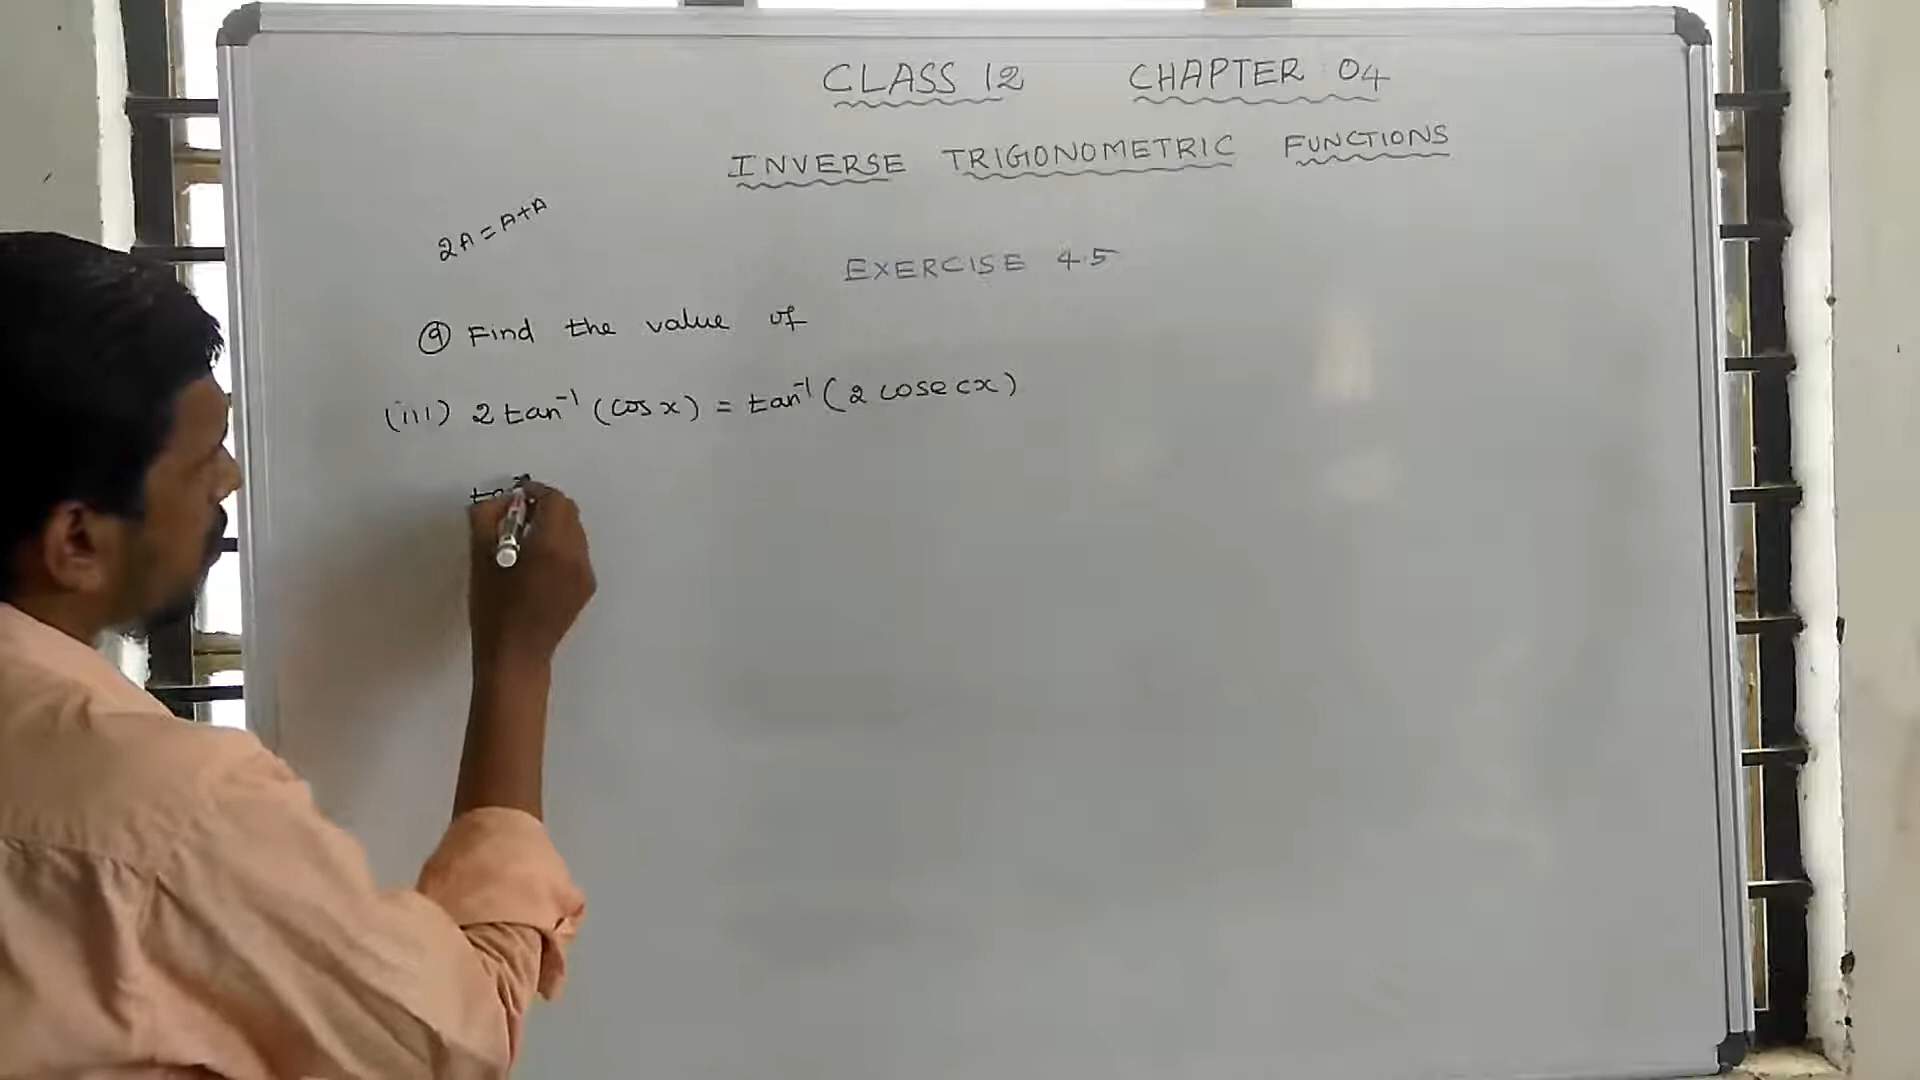 CLASS 12 CHAPTER 04
INVERSE TRIGONOMETRIC FUNCTIONS
2A = A+A
EXERCISE 4.5
⑨ Find the value of
(iii) 2 tan⁻¹ (cos x) = tan⁻¹ (2 cosec x)